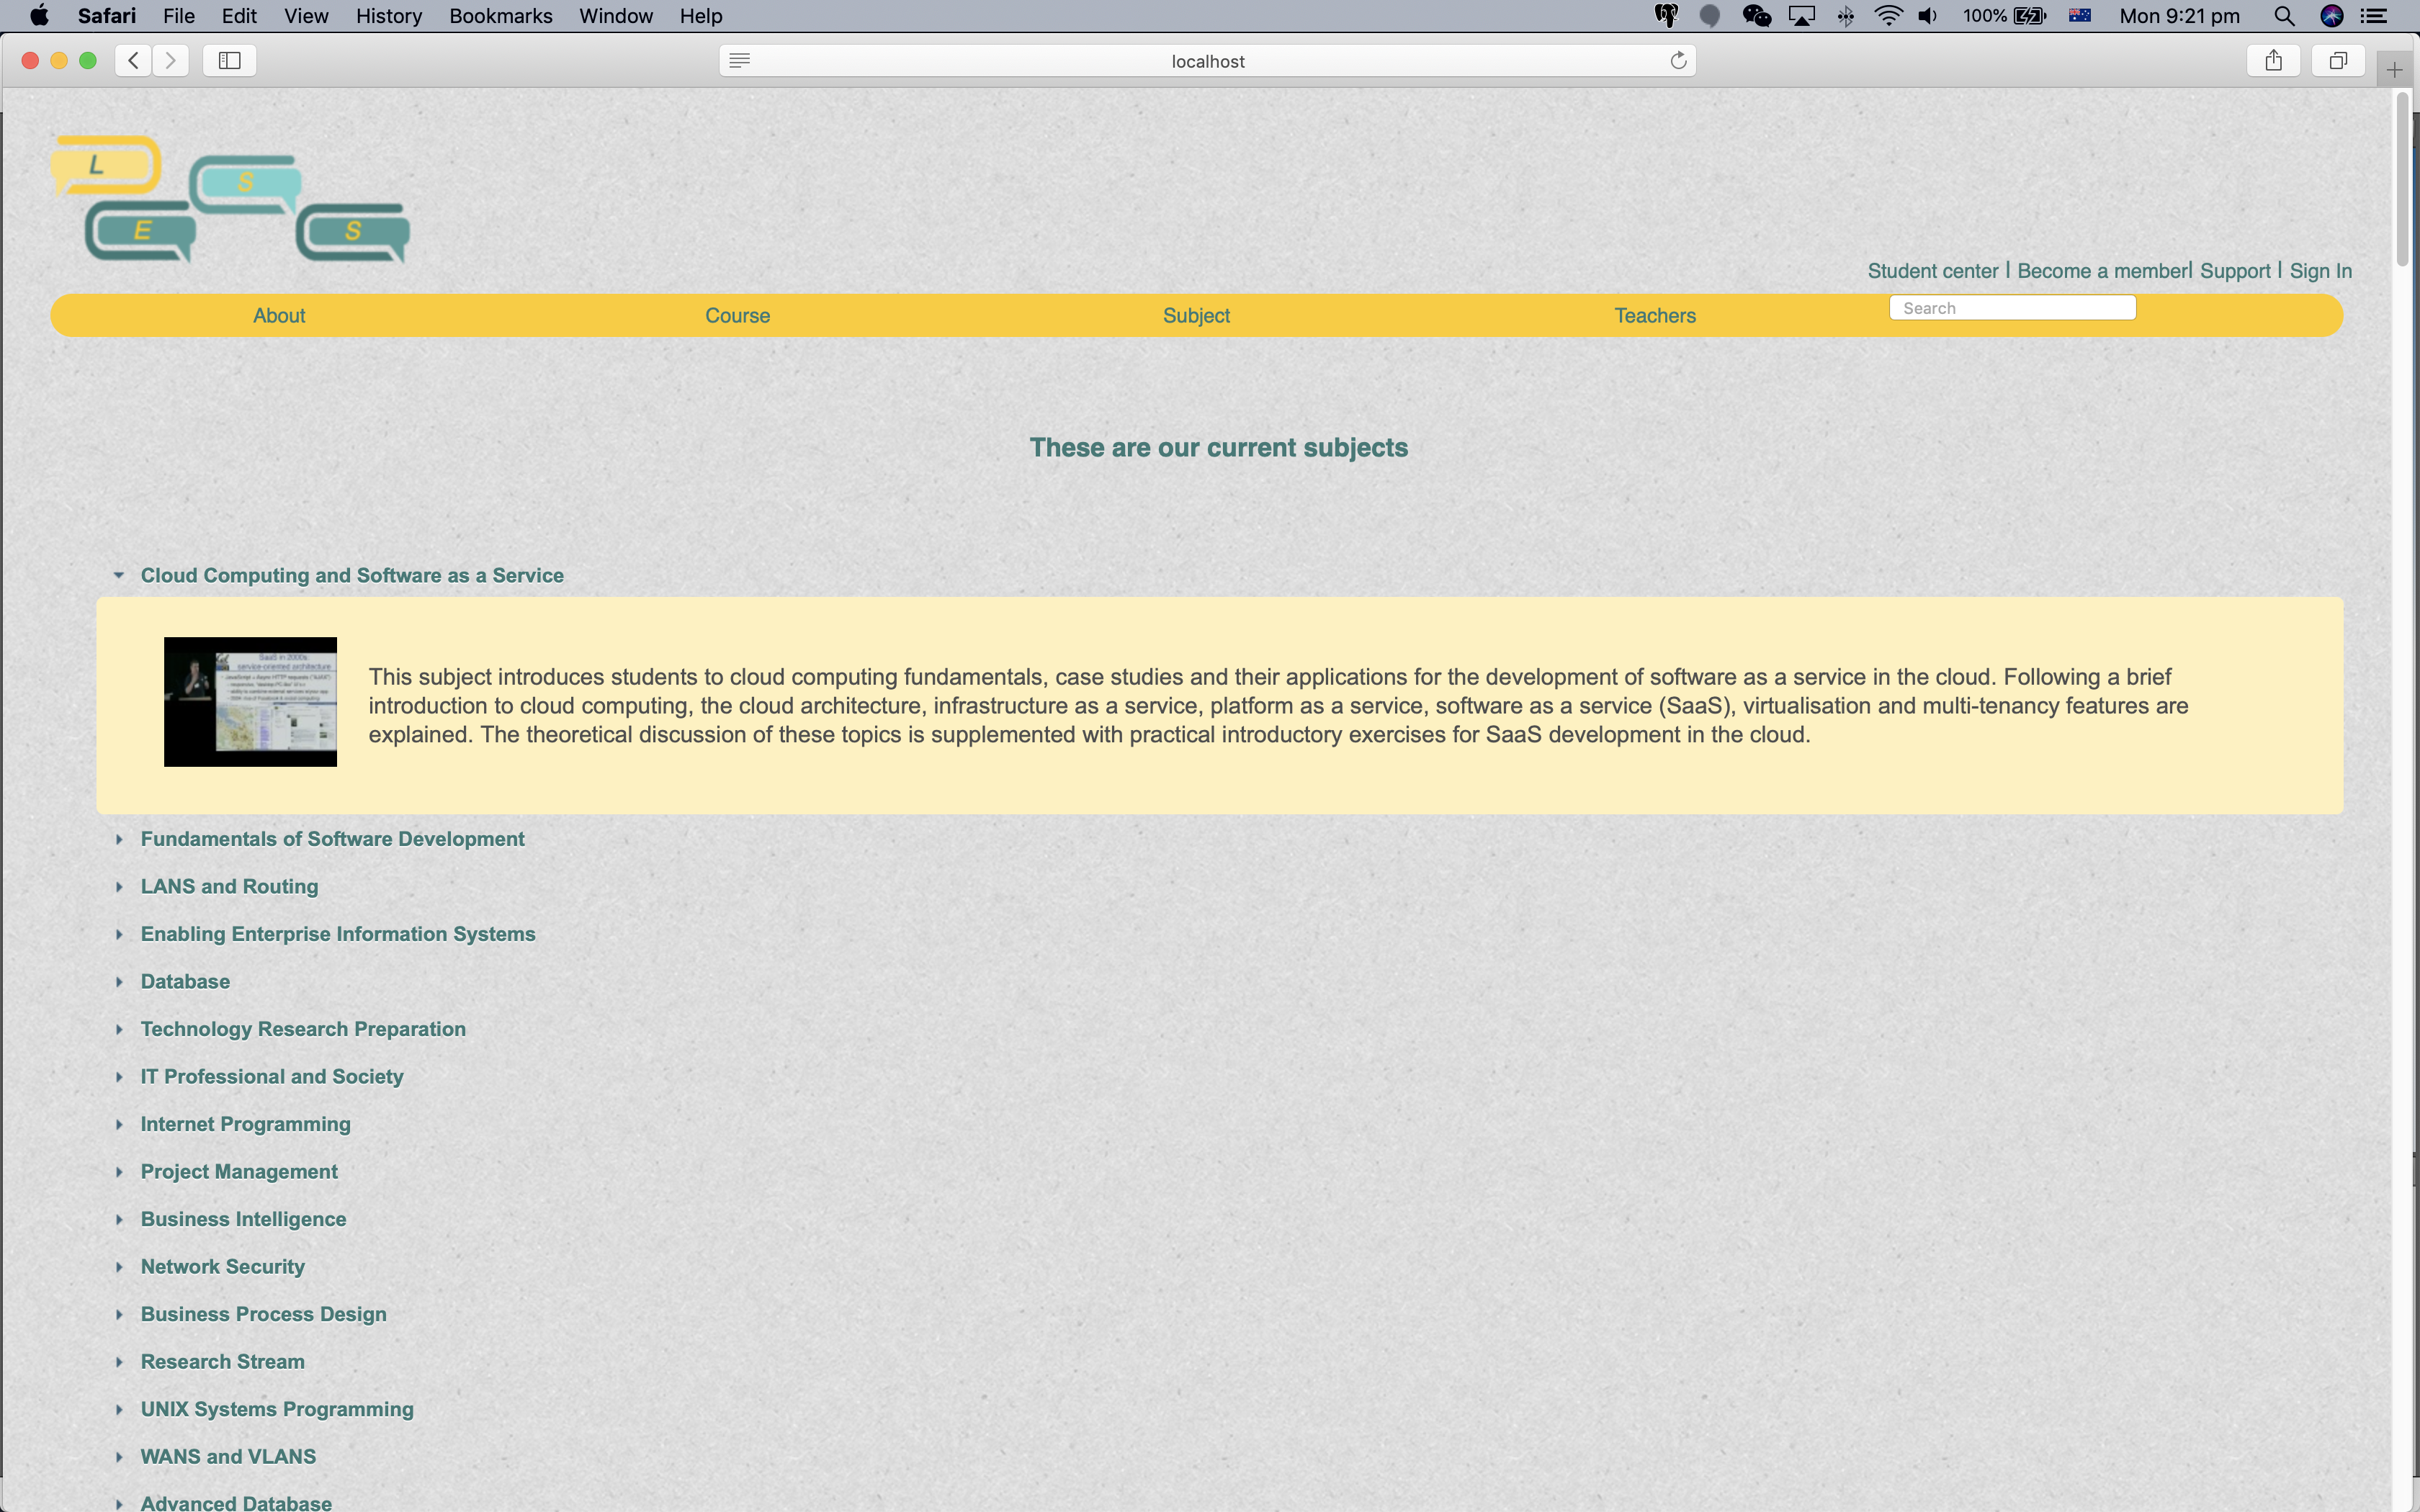 Safari File Edit View History Bookmarks Window Help 100% Mon 9:21 pm
localhost
L
S
E
S
Student center | Become a member| Support | Sign In
About Course Subject Teachers Search
These are our current subjects
Cloud Computing and Software as a Service
SaaS in 2000s:
service-oriented architecture
This subject introduces students to cloud computing fundamentals, case studies and their applications for the development of software as a service in the cloud. Following a brief
introduction to cloud computing, the cloud architecture, infrastructure as a service, platform as a service, software as a service (SaaS), virtualisation and multi-tenancy features are
explained. The theoretical discussion of these topics is supplemented with practical introductory exercises for SaaS development in the cloud.
Fundamentals of Software Development
LANS and Routing
Enabling Enterprise Information Systems
Database
Technology Research Preparation
IT Professional and Society
Internet Programming
Project Management
Business Intelligence
Network Security
Business Process Design
Research Stream
UNIX Systems Programming
WANS and VLANS
Advanced Database